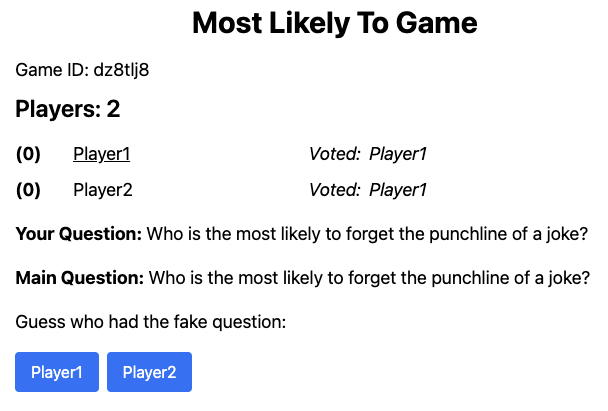 Most Likely To Game
Game ID: dz8tlj8
Players: 2
(0) Player1 Voted: Player1
(0) Player2 Voted: Player1
Your Question: Who is the most likely to forget the punchline of a joke?
Main Question: Who is the most likely to forget the punchline of a joke?
Guess who had the fake question:
Player1 Player2